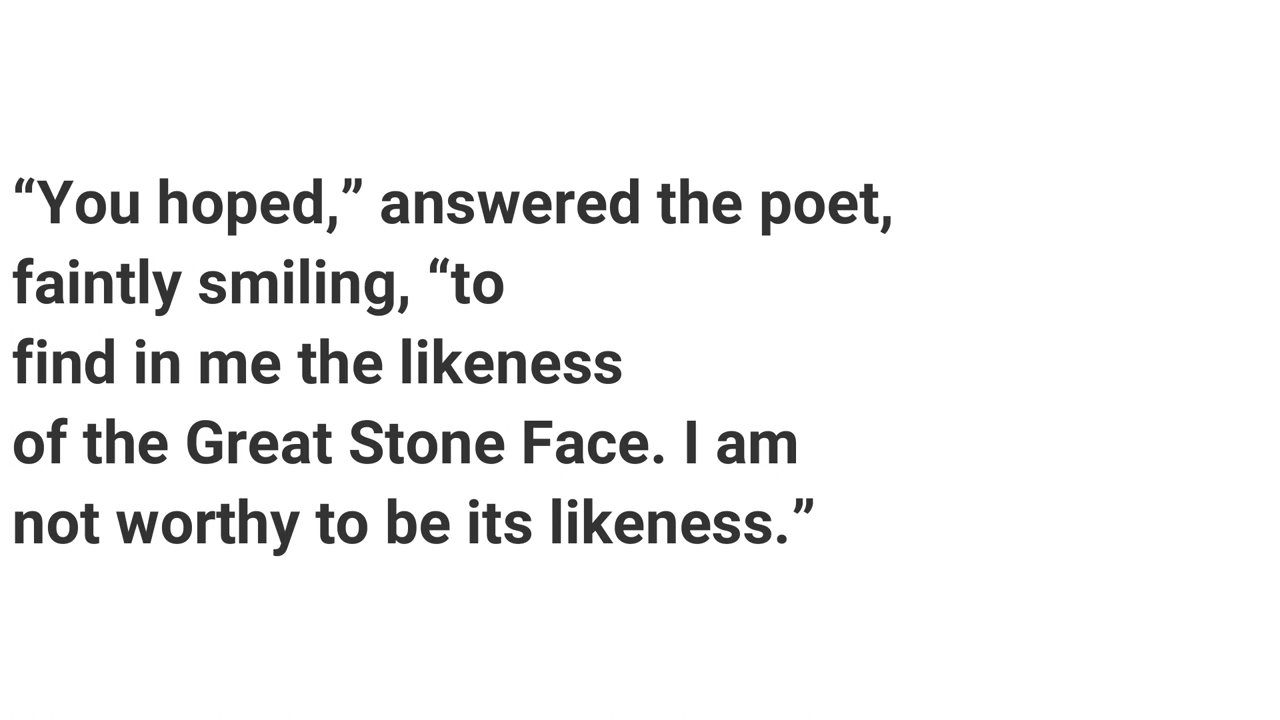 “You hoped,” answered the poet,
faintly smiling, “to
find in me the likeness
of the Great Stone Face. I am
not worthy to be its likeness.”